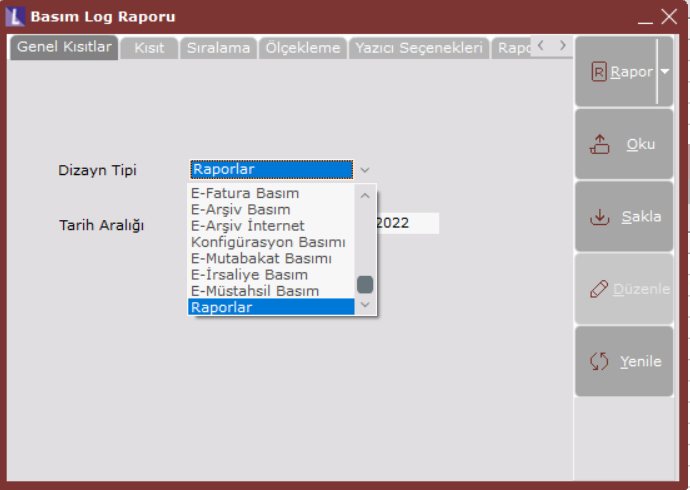 Basım Log Raporu
Genel Kısıtlar Kısıt Sıralama Ölçekleme Yazıcı Seçenekleri
Rapor
Oku
Sakla
Düzenle
Yenile
Dizayn Tipi Raporlar
E-Fatura Basım
E-Arşiv Basım
E-Arşiv İnternet
Konfigürasyon Basımı
E-Mutabakat Basımı
E-İrsaliye Basım
E-Müstahsil Basım
Raporlar
Tarih Aralığı 2022